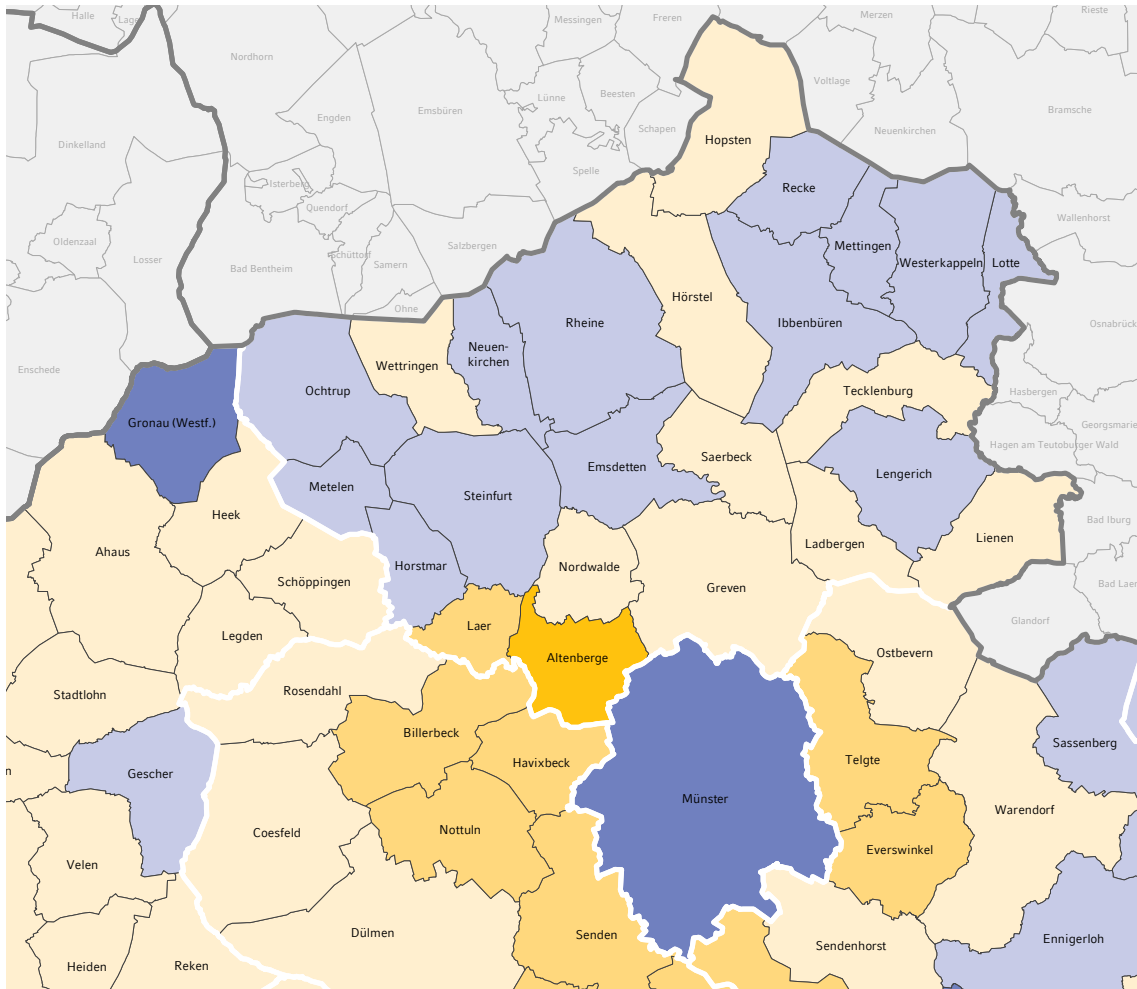 Halle
Lage
Messingen
Freren
Merzen
Rieste
Nordhorn
Voltlage
Lünne
Beesten
Emsbüren
Bramsche
Engden
Schapen
Neuenkirchen
Dinkelland
Hopsten
Spelle
Isterberg
Recke
Quendorf
Wallenhorst
Oldenzaal
Losser
Salzbergen
Mettingen
Schüttorf
Samern
Bad Bentheim
Westerkappeln
Lotte
Hörstel
Ohne
Rheine
Ibbenbüren
Osnabrü
Neuen-
kirchen
Enschede
Wettringen
Ochtrup
Tecklenburg
Hasbergen
Gronau (Westf.)
Georgsmarie
Hagen am Teutoburger Wald
Saerbeck
Emsdetten
Lengerich
Metelen
Steinfurt
Heek
Bad Iburg
Lienen
Ahaus
Ladbergen
Horstmar
Nordwalde
Schöppingen
Bad Laer
Greven
Glandorf
Laer
Legden
Ostbevern
Altenberge
Rosendahl
Stadtlohn
Billerbeck
Sassenberg
Telgte
Havixbeck
n
Gescher
Münster
Warendorf
Coesfeld
Nottuln
Everswinkel
Velen
Dülmen
Senden
Ennigerloh
Sendenhorst
Heiden
Reken